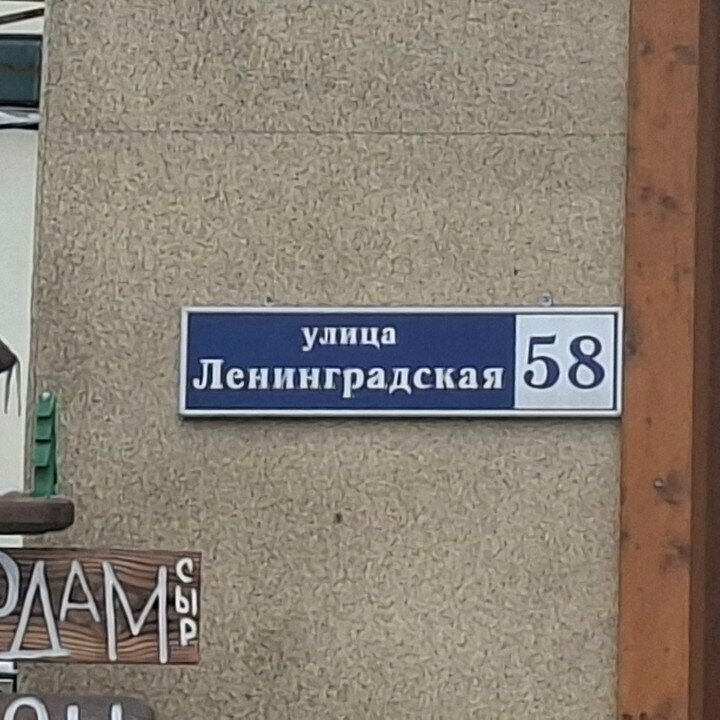 улица
Ленинградская
58
СЫР